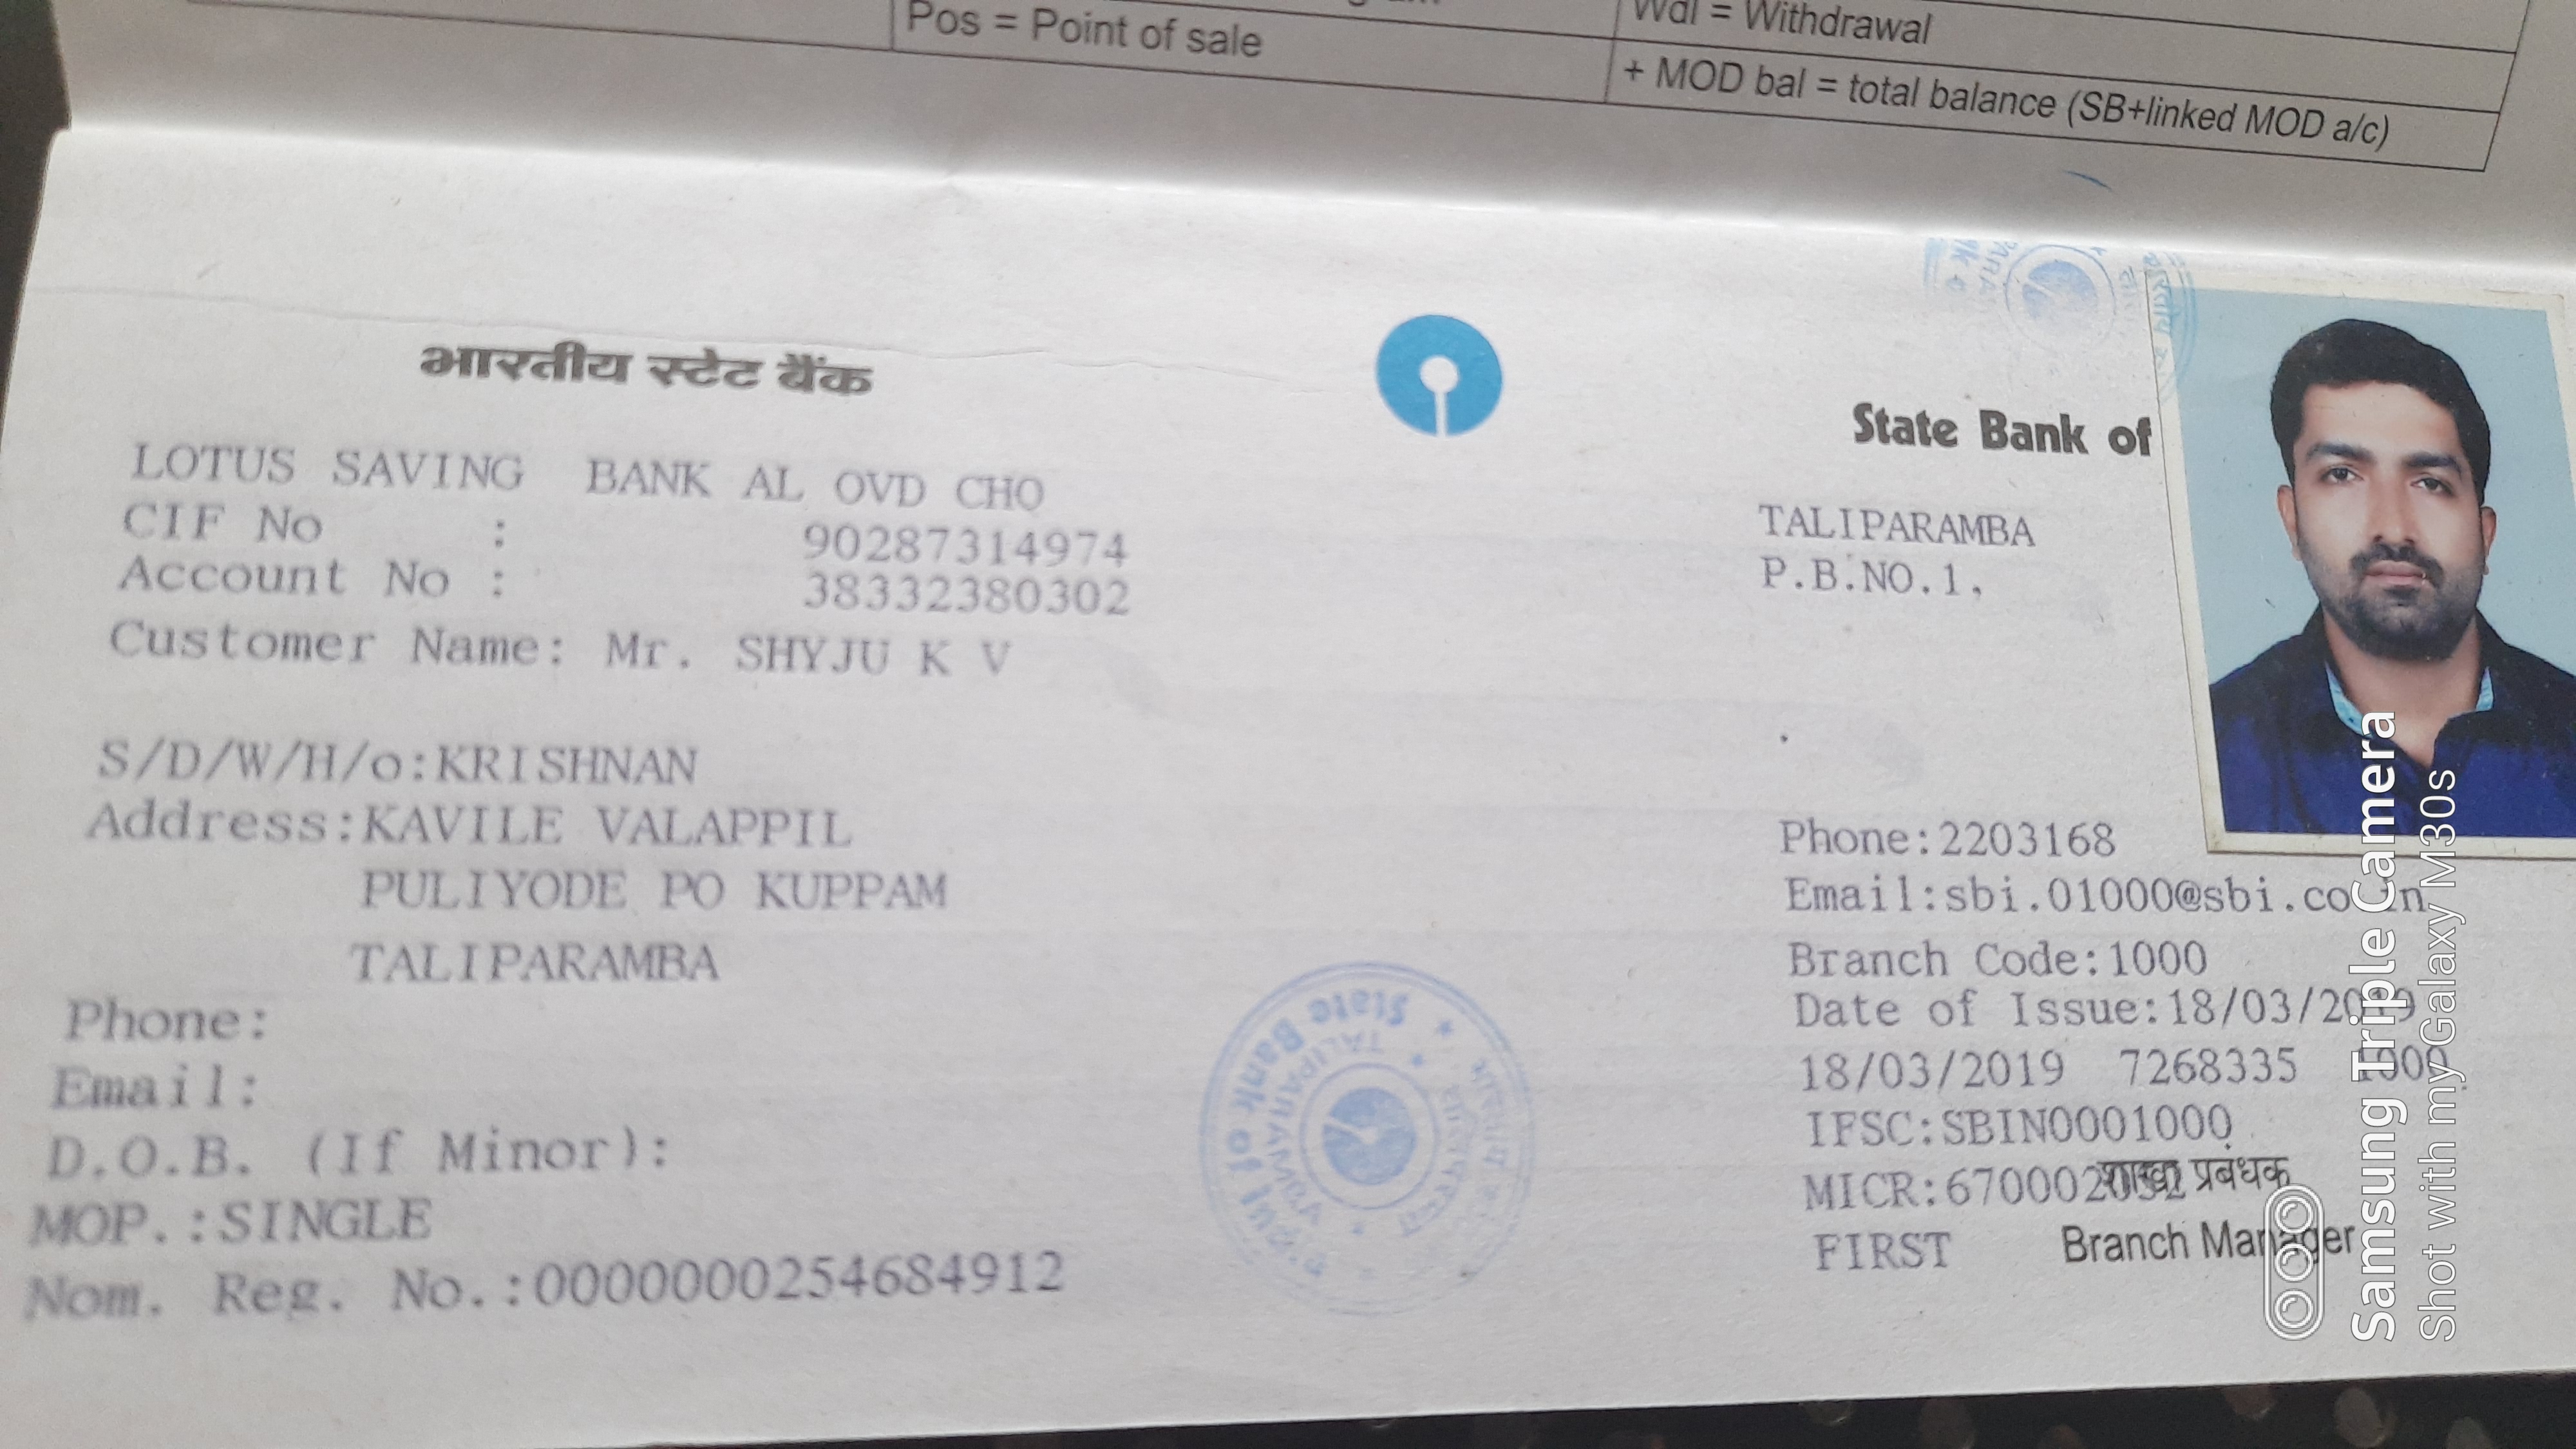 भारतीय स्टेट बैंक
State Bank of
LOTUS SAVING BANK AL OVD CHQ
CIF No : 90287314974
Account No : 38332380302
Customer Name: Mr. SHYJU K V
S/D/W/H/o:KRISHNAN
Address:KAVILE VALAPPIL
PULIYODE PO KUPPAM
TALIPARAMBA
Phone:
Email:
D.O.B. (If Minor):
MOP.:SINGLE
Nom. Reg. No.:0000000254684912
TALIPARAMBA
P.B.NO.1,
Phone:2203168
Email:sbi.01000@sbi.co.in
Branch Code:1000
Date of Issue:18/03/2019
18/03/2019 7268335 1000
IFSC:SBIN0001000
MICR:670002
शाखा प्रबंधक
FIRST Branch Manager
State Bank of India
TALIPARAMBA
Pos = Point of sale
Wdl = Withdrawal
+ MOD bal = total balance (SB+linked MOD a/c)
Samsung Triple Camera
Shot with my Galaxy M30s